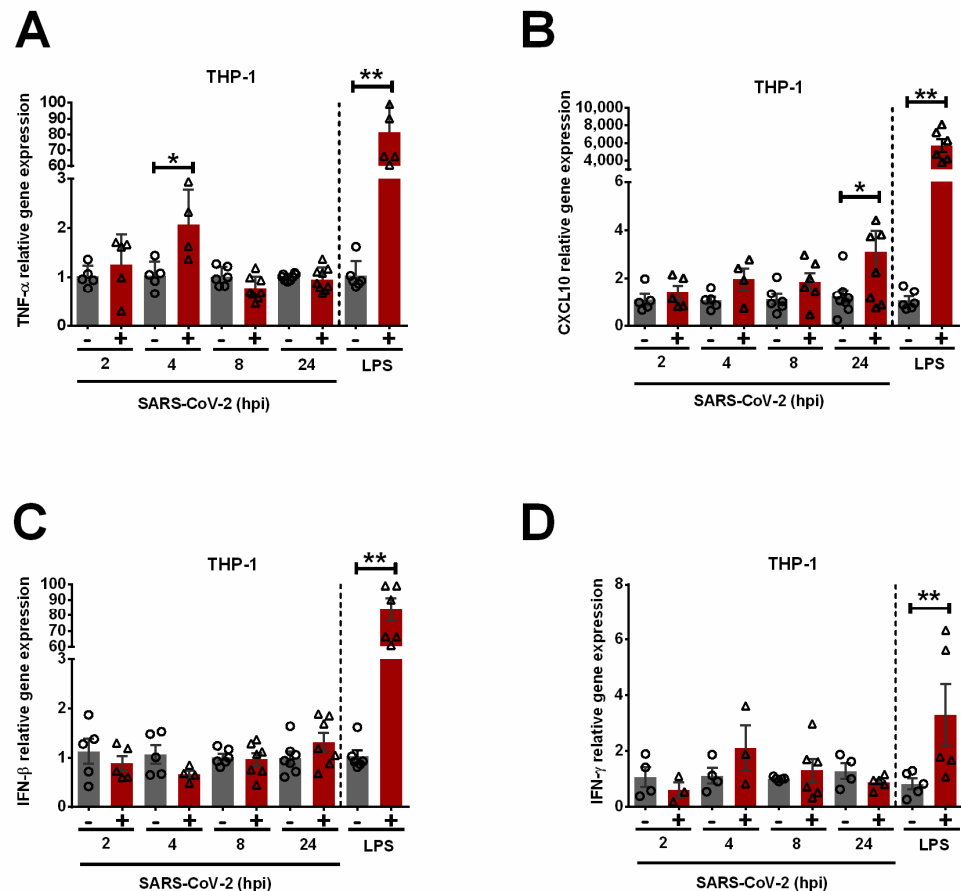 A
THP-1
TNF-α relative gene expression
100
90
80
70
60
3
2
1
0
*
**
- + - + - + - + - +
2 4 8 24 LPS
SARS-CoV-2 (hpi)
B
THP-1
CXCL10 relative gene expression
10,000
8,000
6,000
4,000
6
4
2
0
*
**
- + - + - + - + - +
2 4 8 24 LPS
SARS-CoV-2 (hpi)
C
THP-1
IFN-β relative gene expression
100
90
80
70
60
3
2
1
0
**
- + - + - + - + - +
2 4 8 24 LPS
SARS-CoV-2 (hpi)
D
THP-1
IFN-γ relative gene expression
8
6
4
2
0
**
- + - + - + - + - +
2 4 8 24 LPS
SARS-CoV-2 (hpi)